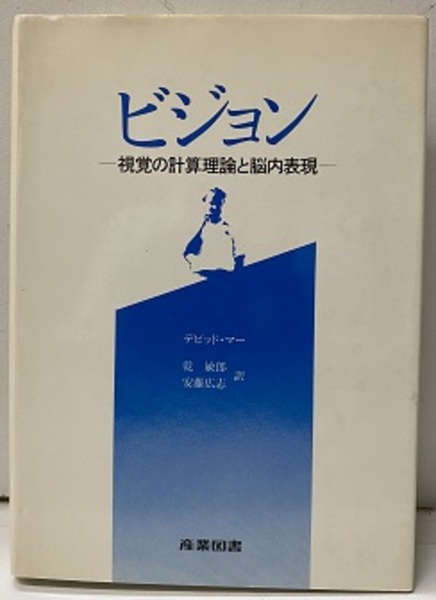 ビジョン
―視覚の計算理論と脳内表現―
デビッド・マー
乾 敏郎
安藤広志 訳
産業図書